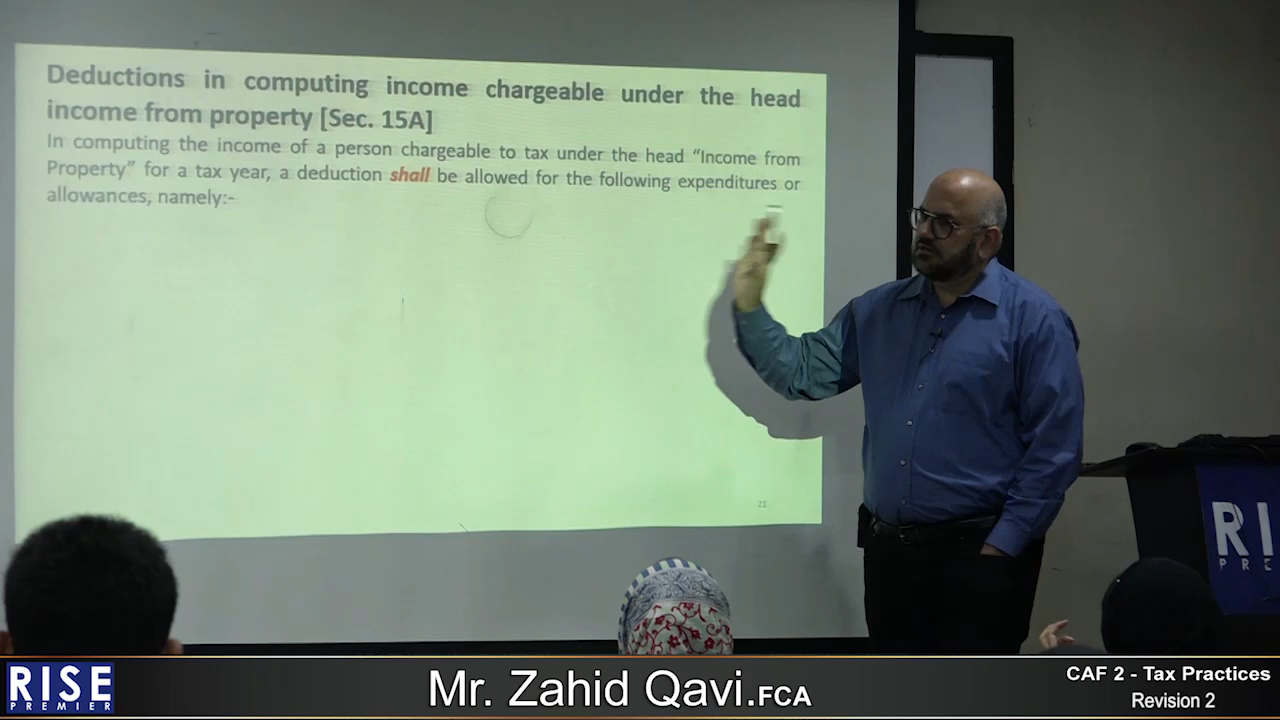 Deductions in computing income chargeable under the head
income from property [Sec. 15A]
In computing the income of a person chargeable to tax under the head “Income from
Property” for a tax year, a deduction shall be allowed for the following expenditures or
allowances, namely:-
21
RI
PRE
RISE
PREMIER
Mr. Zahid Qavi.FCA
CAF 2 - Tax Practices
Revision 2